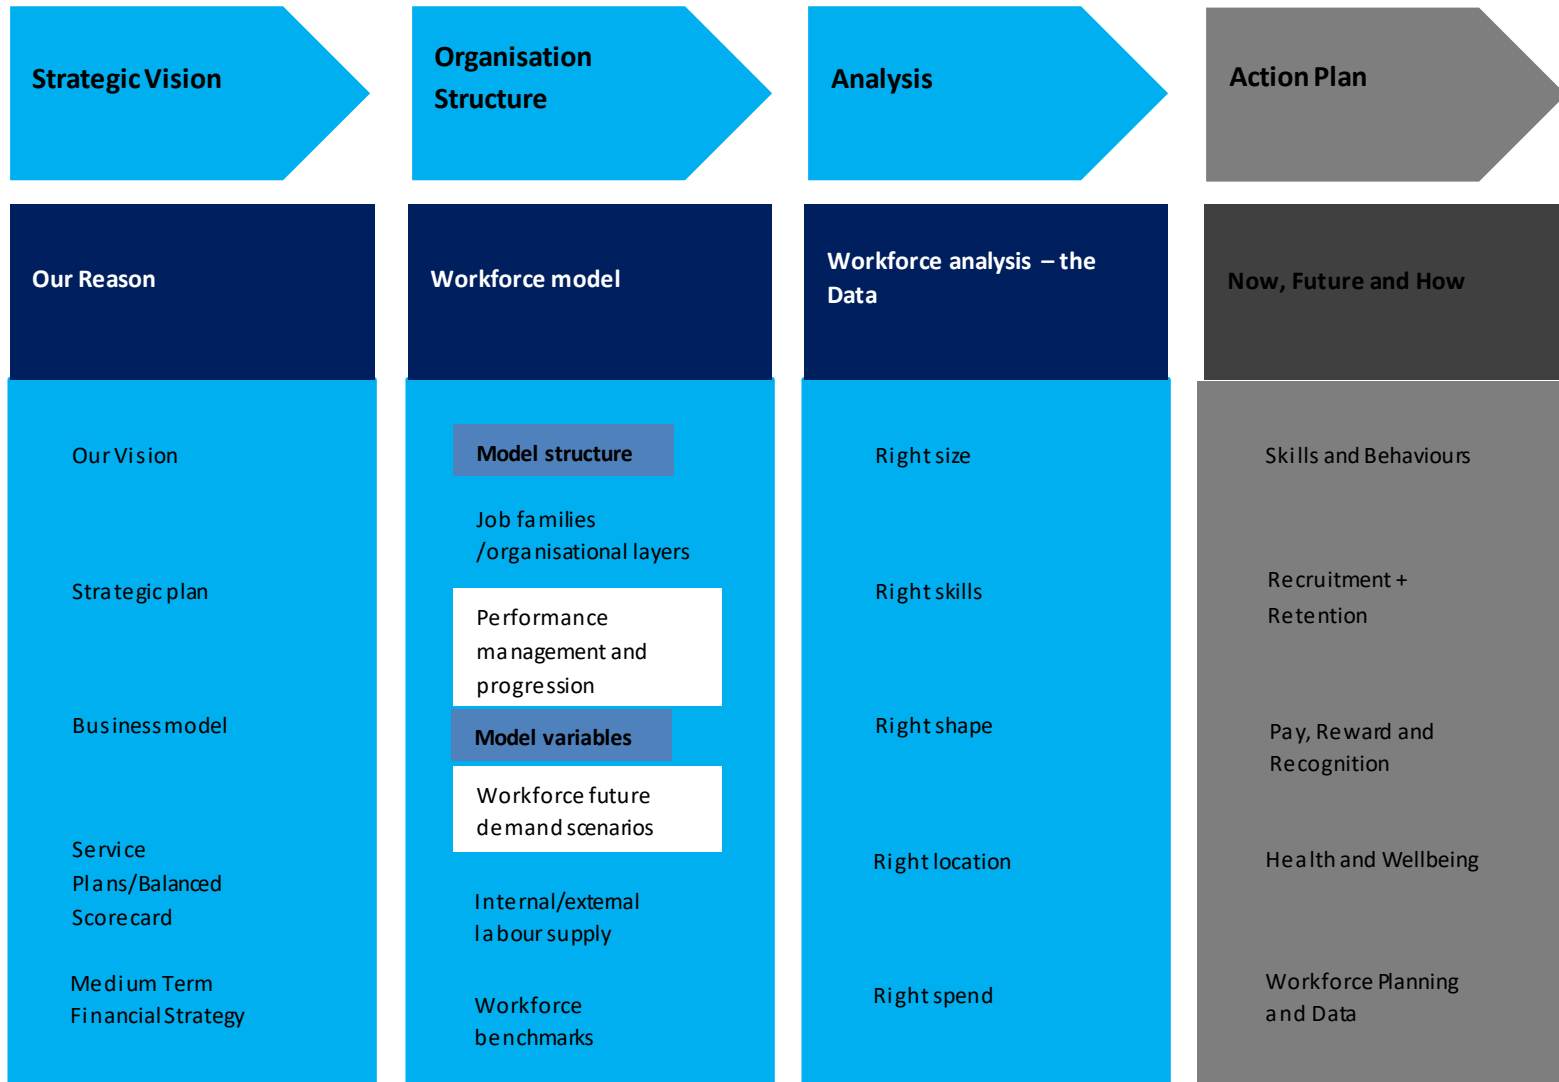 Strategic Vision
Organisation
Structure
Analysis
Action Plan
Our Reason
Workforce model
Workforce analysis – the
Data
Now, Future and How
Our Vision
Strategic plan
Business model
Service
Plans/Balanced
Scorecard
Medium Term
Financial Strategy
Model structure
Job families
/organisational layers
Performance
management and
progression
Model variables
Workforce future
demand scenarios
Internal/external
labour supply
Workforce
benchmarks
Right size
Right skills
Right shape
Right location
Right spend
Skills and Behaviours
Recruitment +
Retention
Pay, Reward and
Recognition
Health and Wellbeing
Workforce Planning
and Data